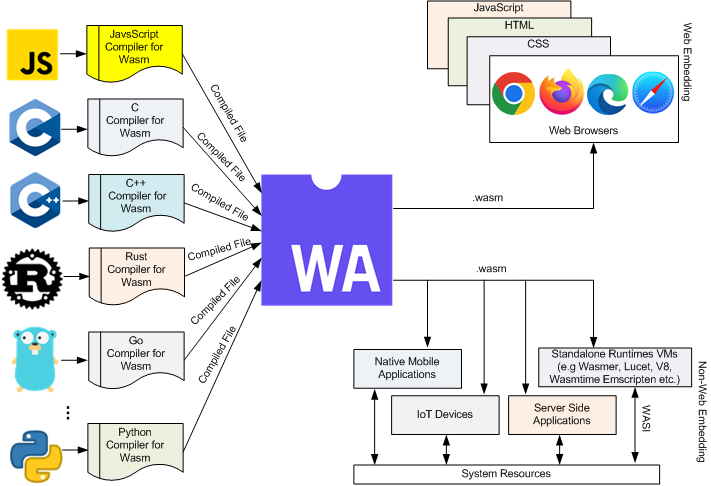 JS
JavsScript
Compiler for
Wasm
Compiled File
C
C
Compiler for
Wasm
Compiled File
C++
C++
Compiler for
Wasm
Compiled File
R
Rust
Compiler for
Wasm
Compiled File
Go
Compiler for
Wasm
Compiled File
Python
Compiler for
Wasm
Compiled File
WA
.wasm
.wasm
JavaScript
HTML
CSS
Web Browsers
Web Embedding
Native Mobile
Applications
Standalone Runtimes VMs
(e.g Wasmer, Lucet, V8,
Wasmtime Emscripten etc.)
IoT Devices
Server Side
Applications
WASI
System Resources
Non-Web Embedding